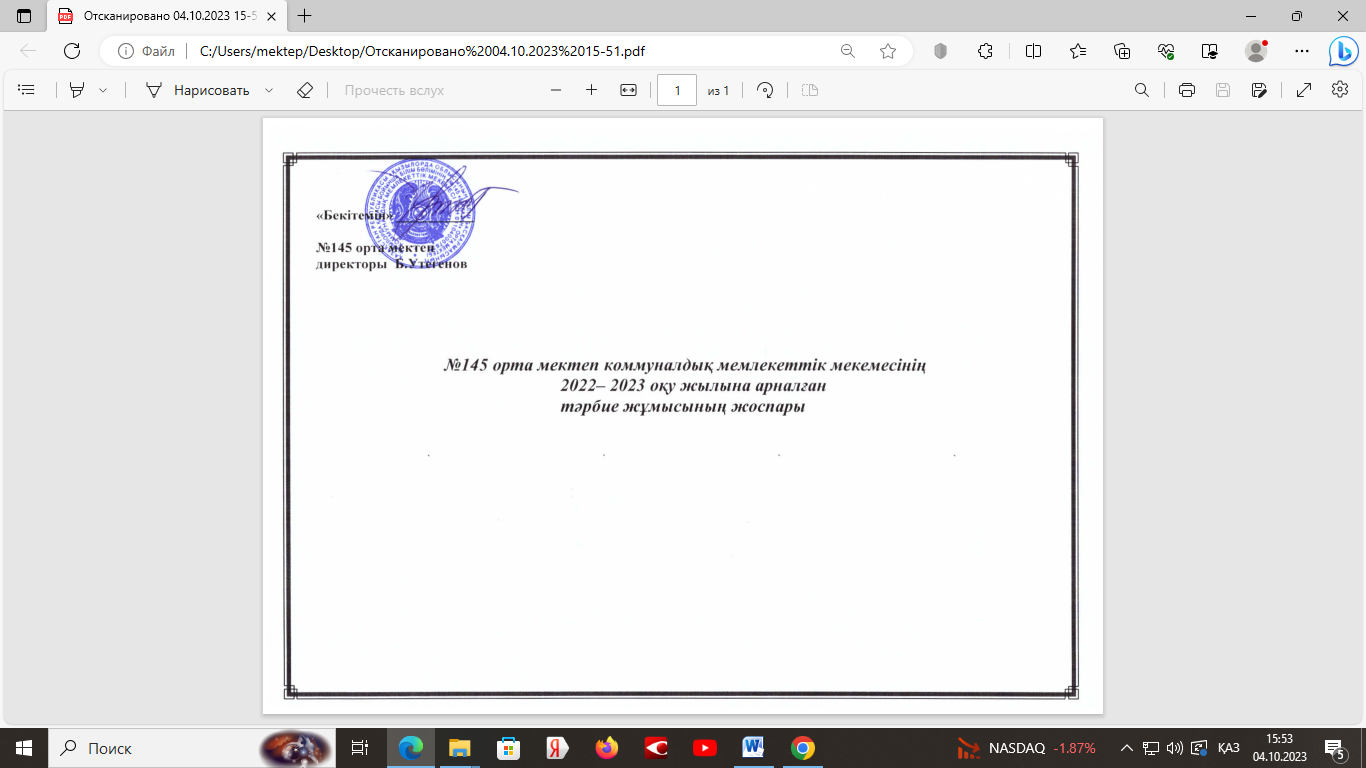 Отсканировано 04.10.2023 15-5
Файл
C:/Users/mektep/Desktop/Отсканировано%2004.10.2023%2015-51.pdf
Нарисовать
Прочесть вслух
1
из 1
«Бекітемін»
№145 орта мектеп
директоры Б.Утегенов
№145 орта мектеп коммуналдық мемлекеттік мекемесінің
2022– 2023 оқу жылына арналған
тәрбие жұмысының жоспары
Поиск
NASDAQ -1.87%
ҚАЗ
15:53
04.10.2023
5